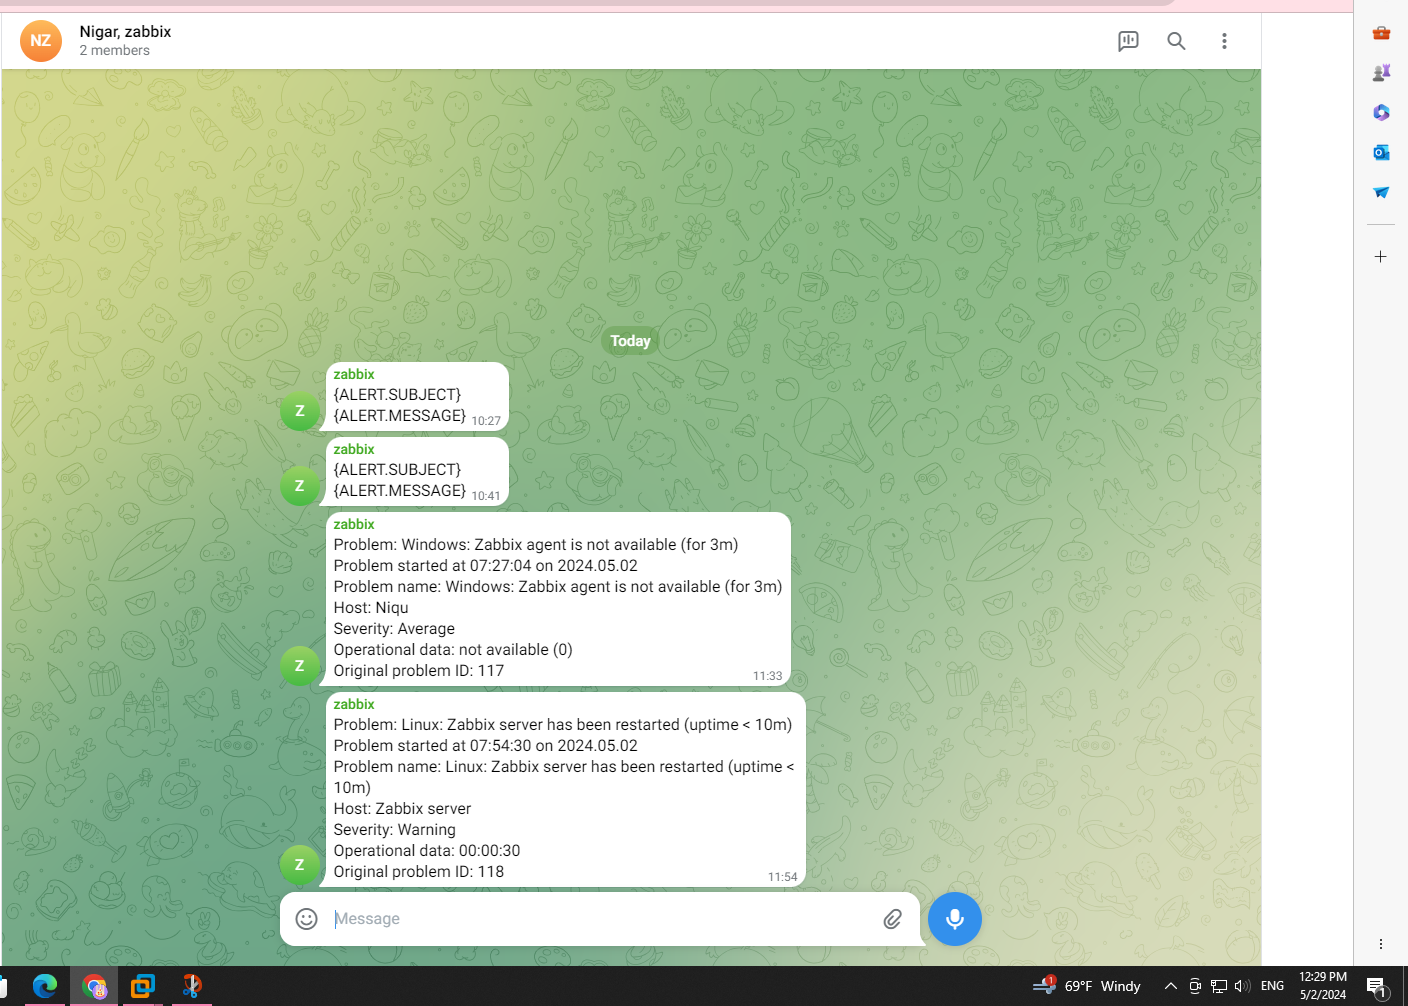 NZ
Nigar, zabbix
2 members
Today
zabbix
{ALERT.SUBJECT}
Z
{ALERT.MESSAGE} 10:27
zabbix
{ALERT.SUBJECT}
Z
{ALERT.MESSAGE} 10:41
zabbix
Problem: Windows: Zabbix agent is not available (for 3m)
Problem started at 07:27:04 on 2024.05.02
Problem name: Windows: Zabbix agent is not available (for 3m)
Host: Niqu
Severity: Average
Operational data: not available (0)
Z
Original problem ID: 117 11:33
zabbix
Problem: Linux: Zabbix server has been restarted (uptime < 10m)
Problem started at 07:54:30 on 2024.05.02
Problem name: Linux: Zabbix server has been restarted (uptime <
10m)
Host: Zabbix server
Severity: Warning
Operational data: 00:00:30
Z
Original problem ID: 118 11:54
Message
1
69°F Windy
ENG
12:29 PM
5/2/2024
1